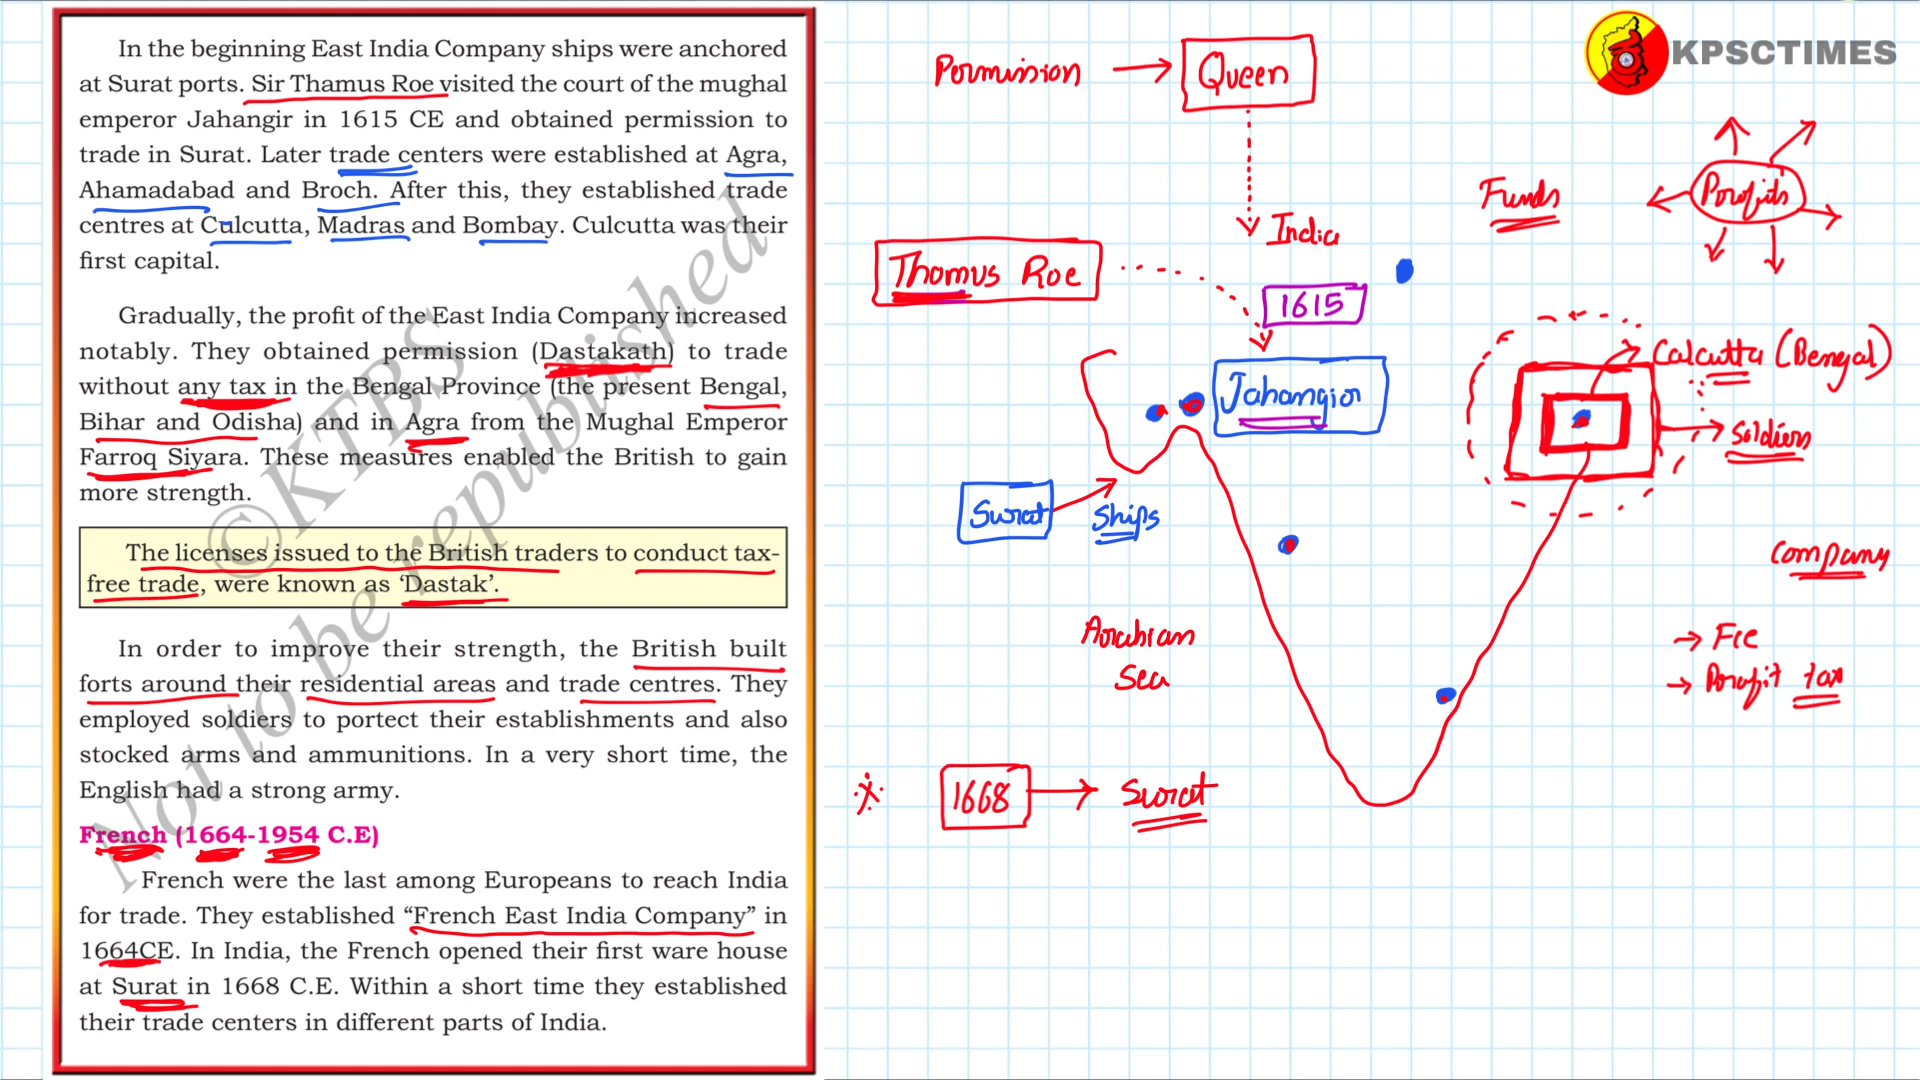 In the beginning East India Company ships were anchored
at Surat ports. Sir Thamus Roe visited the court of the mughal
emperor Jahangir in 1615 CE and obtained permission to
trade in Surat. Later trade centers were established at Agra,
Ahamadabad and Broch. After this, they established trade
centres at Culcutta, Madras and Bombay. Culcutta was their
first capital.
Gradually, the profit of the East India Company increased
notably. They obtained permission (Dastakath) to trade
without any tax in the Bengal Province (the present Bengal,
Bihar and Odisha) and in Agra from the Mughal Emperor
Farroq Siyara. These measures enabled the British to gain
more strength.
The licenses issued to the British traders to conduct tax-
free trade, were known as ‘Dastak’.
In order to improve their strength, the British built
forts around their residential areas and trade centres. They
employed soldiers to portect their establishments and also
stocked arms and ammunitions. In a very short time, the
English had a strong army.
French (1664-1954 C.E)
French were the last among Europeans to reach India
for trade. They established “French East India Company” in
1664CE. In India, the French opened their first ware house
at Surat in 1668 C.E. Within a short time they established
their trade centers in different parts of India.
©KTBS
Not to be republished
KPSCTIMES
Permission → Queen
India
Funds
Profits
Thomus Roe
1615
Jahangir
Calcutta (Bengal)
Soldiers
Surat
Ships
Company
Arabian
Sea
→ Fee
→ Profit tax
1668 → Surat